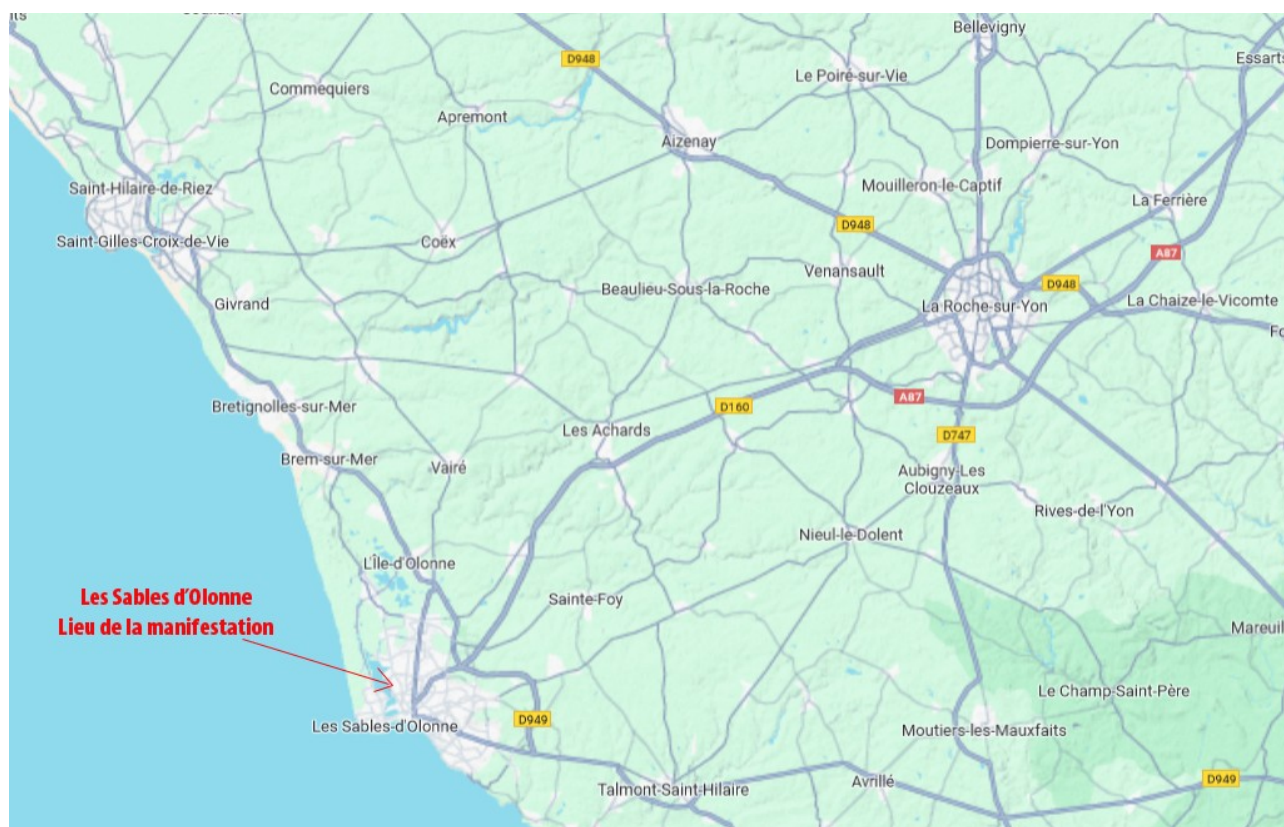 its
Bellevigny
D948
Essarts
Le Poiré-sur-Vie
Commequiers
Apremont
Aizenay
Dompierre-sur-Yon
Mouilleron-le-Captif
Saint-Hilaire-de-Riez
La Ferrière
D948
Saint-Gilles-Croix-de-Vie
Coëx
A87
Venansault
D948
Beaulieu-Sous-la-Roche
Givrand
La Roche-sur-Yon
La Chaize-le-Vicomte
Fo
A87
D160
Bretignolles-sur-Mer
Les Achards
D747
Brem-sur-Mer
Vairé
Aubigny-Les
Clouzeaux
Rives-de-l'Yon
Nieul-le-Dolent
L'Île-d'Olonne
Les Sables d'Olonne
Lieu de la manifestation
Sainte-Foy
Mareuil
Le Champ-Saint-Père
Les Sables-d'Olonne
D949
Moutiers-les-Mauxfaits
Talmont-Saint-Hilaire
Avrillé
D949